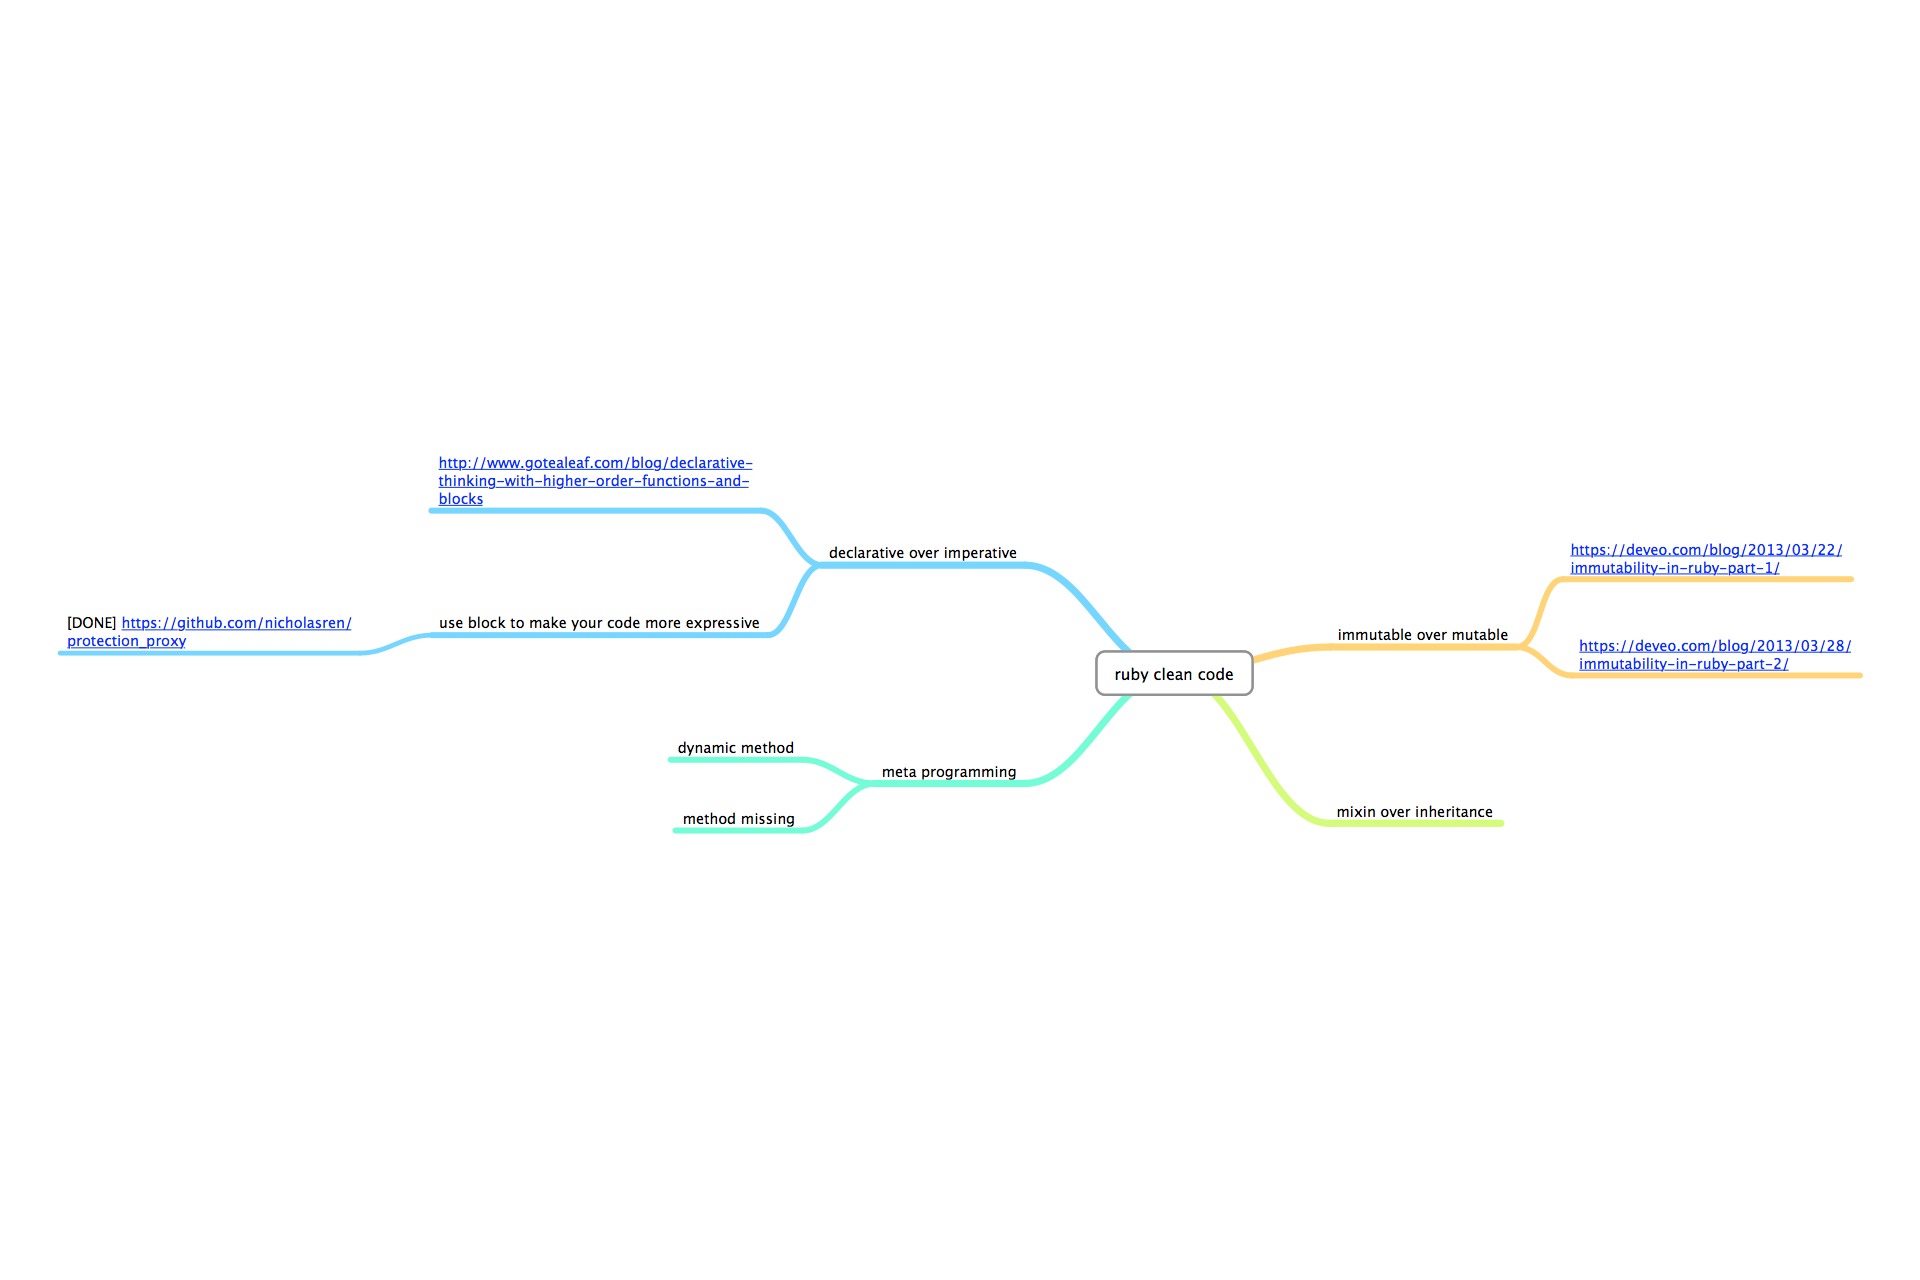 http://www.gotealeaf.com/blog/declarative-
thinking-with-higher-order-functions-and-
blocks
declarative over imperative
use block to make your code more expressive
[DONE] https://github.com/nicholasren/
protection_proxy
ruby clean code
immutable over mutable
https://deveo.com/blog/2013/03/22/
immutability-in-ruby-part-1/
https://deveo.com/blog/2013/03/28/
immutability-in-ruby-part-2/
meta programming
dynamic method
method missing
mixin over inheritance